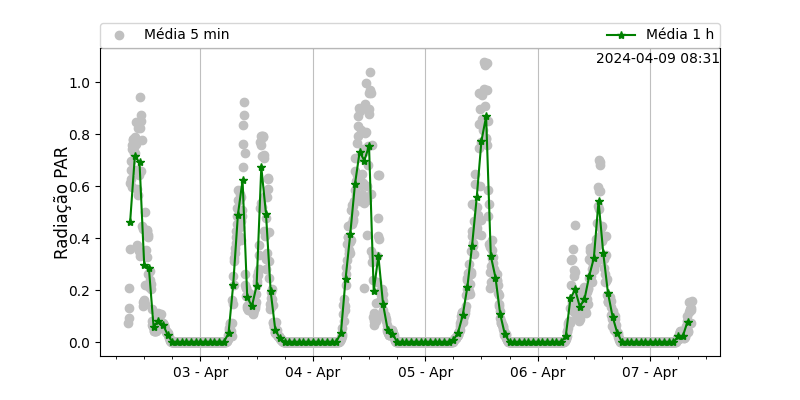 Média 5 min
Média 1 h
2024-04-09 08:31
Radiação PAR
1.0
0.8
0.6
0.4
0.2
0.0
03 - Apr
04 - Apr
05 - Apr
06 - Apr
07 - Apr